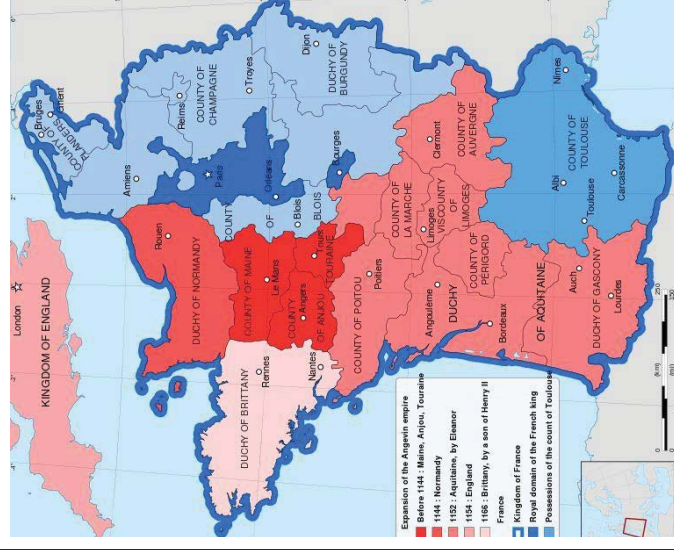 London
KINGDOM OF ENGLAND
Bruges
COUNTY OF
FLANDERS
Amiens
Rouen
DUCHY OF NORMANDY
Reims
COUNTY OF
CHAMPAGNE
Troyes
Paris
COUNTY
OF
BLOIS
Orléans
Blois
Dijon
DUCHY OF
BURGUNDY
Bourges
DUCHY OF BRITTANY
Rennes
Nantes
COUNTY OF MAINE
Le Mans
COUNTY
OF ANJOU
Angers
Tours
TOURAINE
COUNTY OF POITOU
Poitiers
COUNTY OF
LA MARCHE
Limoges
VISCOUNTY
OF
LIMOGES
Clermont
COUNTY OF
AUVERGNE
Angouleme
DUCHY
COUNTY OF
PÉRIGORD
Bordeaux
OF AQUITAINE
DUCHY OF GASCONY
Auch
Lourdes
Albi
COUNTY OF
TOULOUSE
Toulouse
Carcassonne
Nîmes
Expansion of the Angevin empire
Before 1144 : Maine, Anjou, Touraine
1144 : Normandy
1152 : Aquitaine, by Eleanor
1154 : England
1166 : Brittany, by a son of Henry II
France
Kingdom of France
Royal domain of the French king
Possessions of the count of Toulouse
(km)
(mi)
250